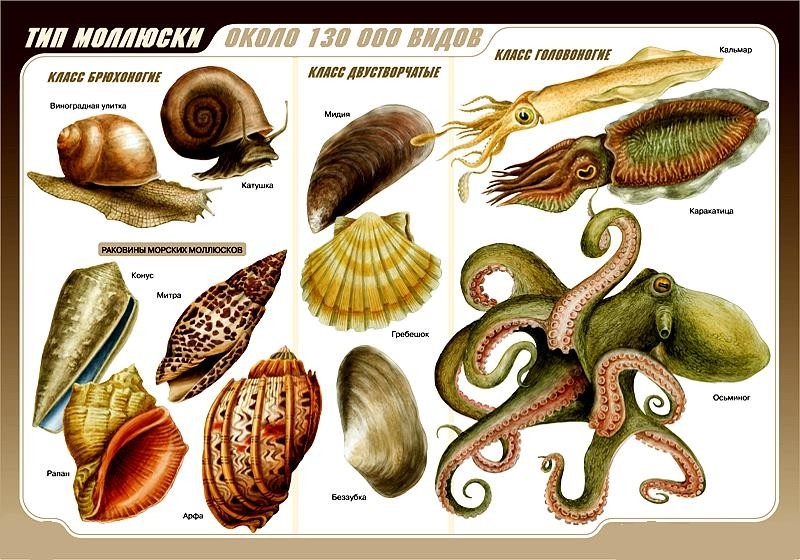 ТИП МОЛЛЮСКИ ОКОЛО 130 000 ВИДОВ
КЛАСС БРЮХОНОГИЕ
Виноградная улитка
Катушка
РАКОВИНЫ МОРСКИХ МОЛЛЮСКОВ
Конус
Митра
Рапан
Арфа
КЛАСС ДВУСТВОРЧАТЫЕ
Мидия
Гребешок
Беззубка
КЛАСС ГОЛОВОНОГИЕ
Кальмар
Каракатица
Осьминог